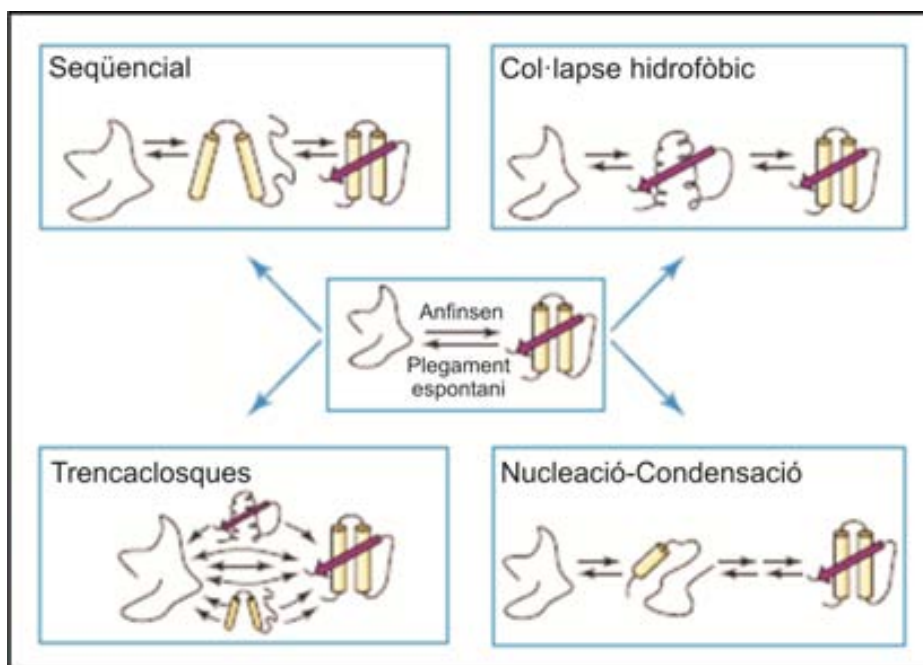 Seqüencial
Col·lapse hidrofòbic
Anfinsen
Plegament
espontani
Trencaclosques
Nucleació-Condensació